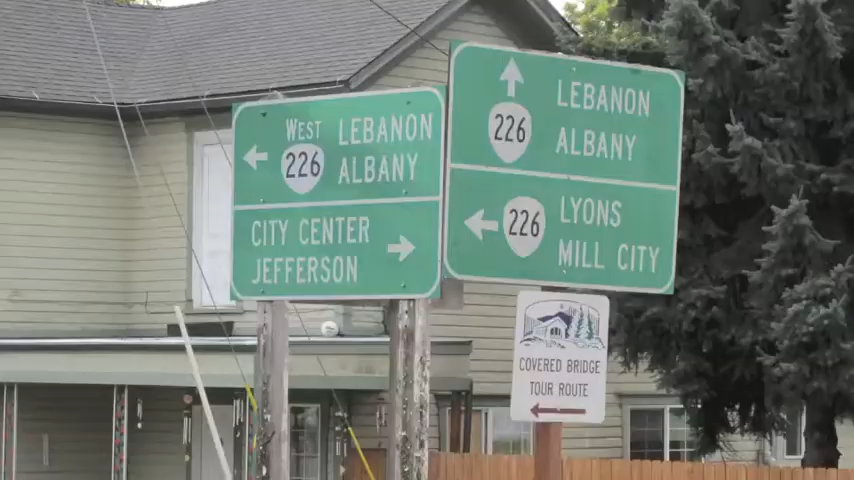 WEST
226
LEBANON
ALBANY
CITY CENTER
JEFFERSON
226
LEBANON
ALBANY
226
LYONS
MILL CITY
COVERED BRIDGE
TOUR ROUTE